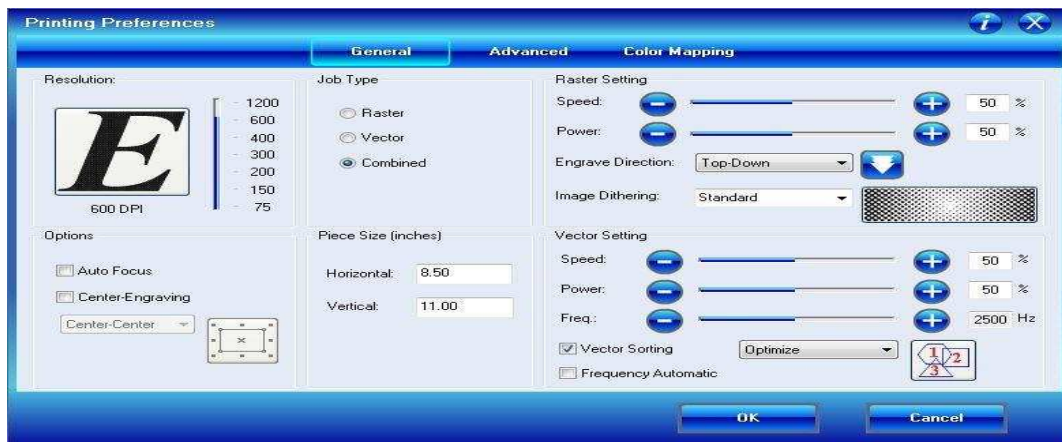 Printing Preferences
General Advanced Color Mapping
Resolution:
E
1200
600
400
300
200
150
75
600 DPI
Job Type
Raster
Vector
Combined
Raster Setting
Speed: 50 %
Power: 50 %
Engrave Direction: Top-Down
Image Dithering: Standard
Options
Auto Focus
Center-Engraving
Center-Center
Piece Size (inches)
Horizontal: 8.50
Vertical: 11.00
Vector Setting
Speed: 50 %
Power: 50 %
Freq.: 2500 Hz
Vector Sorting Optimize
1 2
3
Frequency Automatic
OK Cancel